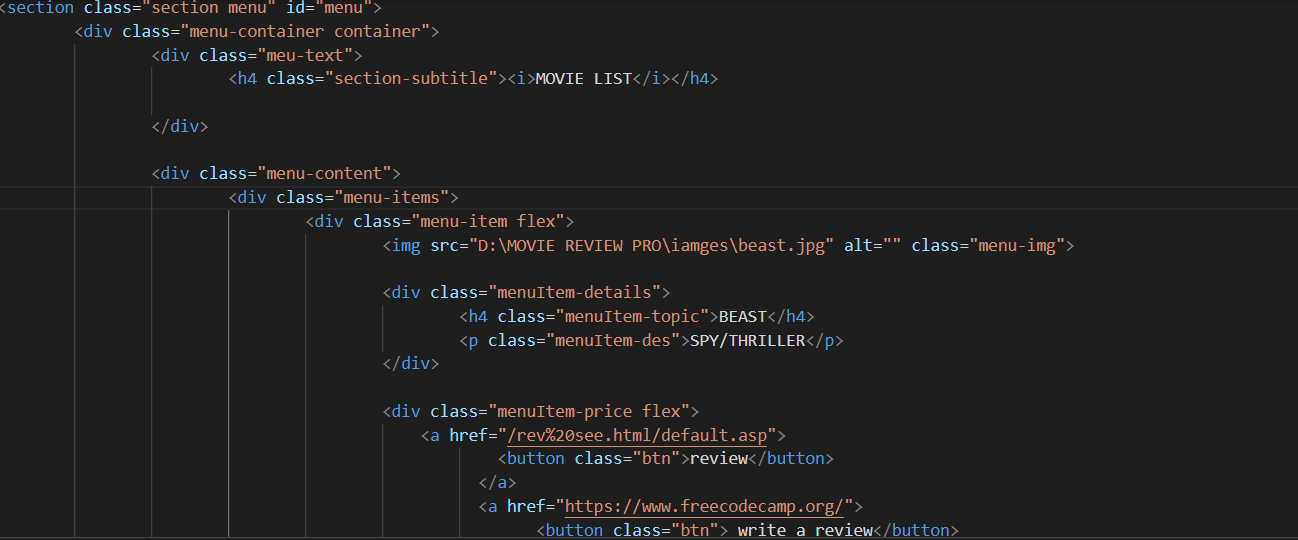 <section class="section menu" id="menu">
<div class="menu-container container">
<div class="meu-text">
<h4 class="section-subtitle"><i>MOVIE LIST</i></h4>
</div>
<div class="menu-content">
<div class="menu-items">
<div class="menu-item flex">
<img src="D:\MOVIE REVIEW PRO\iamges\beast.jpg" alt="" class="menu-img">
<div class="menuItem-details">
<h4 class="menuItem-topic">BEAST</h4>
<p class="menuItem-des">SPY/THRILLER</p>
</div>
<div class="menuItem-price flex">
<a href="/rev%20see.html/default.asp">
<button class="btn">review</button>
</a>
<a href="https://www.freecodecamp.org/">
<button class="btn"> write a review</button>